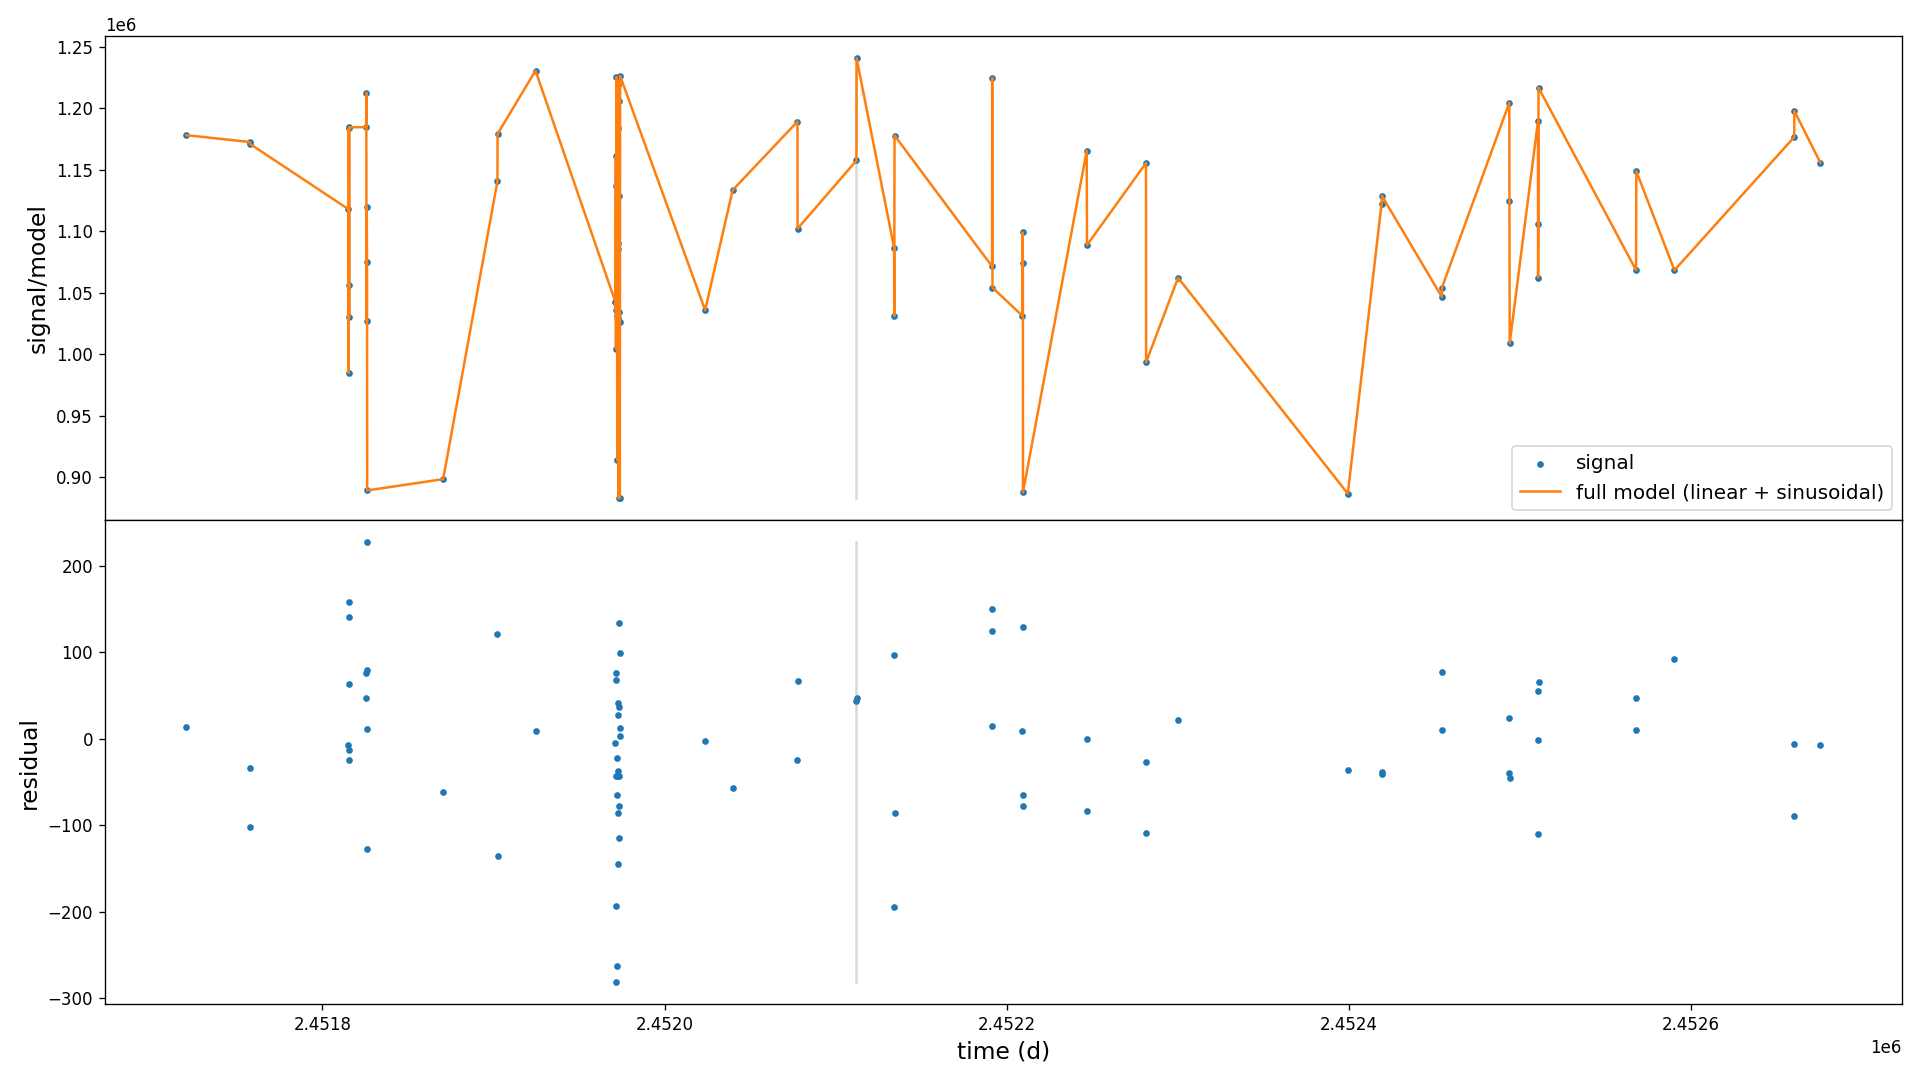 1e6
1.25
1.20
1.15
1.10
1.05
1.00
0.95
0.90
signal/model
signal
full model (linear + sinusoidal)
200
100
0
−100
−200
−300
residual
2.4518
2.4520
2.4522
2.4524
2.4526
time (d)
1e6